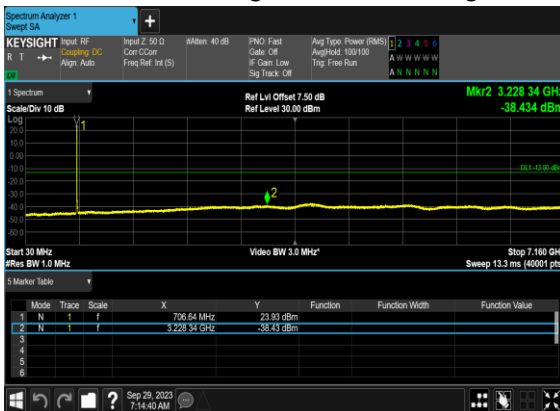 Spectrum Analyzer 1
Swept SA
KEYSIGHT Input: RF Input Z: 50 Ω #Atten: 40 dB PNO: Fast Avg Type: Power (RMS) 1 2 3 4 5 6
R T Coupling: DC Corr CCorr Gate: Off Avg|Hold: 100/100 A W W W W W
Align: Auto Freq Ref: Int (S) IF Gain: Low Trig: Free Run
Sig Track: Off A N N N N N
1 Spectrum Ref Lvl Offset 7.50 dB Mkr2 3.228 34 GHz
Scale/Div 10 dB Ref Level 30.00 dBm -38.434 dBm
Log
20.0
10.0
0.00
-10.0
DL1 -13.00 dBm
-20.0
-30.0
-40.0
-50.0
-60.0
1
2
Start 30 MHz Video BW 3.0 MHz* Stop 7.160 GHz
#Res BW 1.0 MHz Sweep 13.3 ms (40001 pts)
5 Marker Table
Mode Trace Scale X Y Function Function Width Function Value
1 N 1 f 706.64 MHz 23.93 dBm
2 N 1 f 3.228 34 GHz -38.43 dBm
3
4
5
6
? Sep 29, 2023
7:14:40 AM